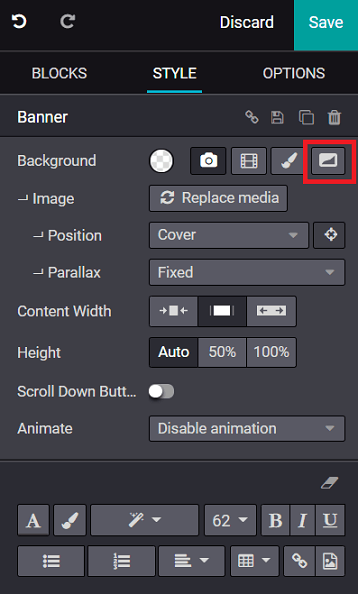 Discard Save
BLOCKS STYLE OPTIONS
Banner
Background
Image Replace media
Position Cover
Parallax Fixed
Content Width
Height Auto 50% 100%
Scroll Down Butt...
Animate Disable animation
A 62 B I U